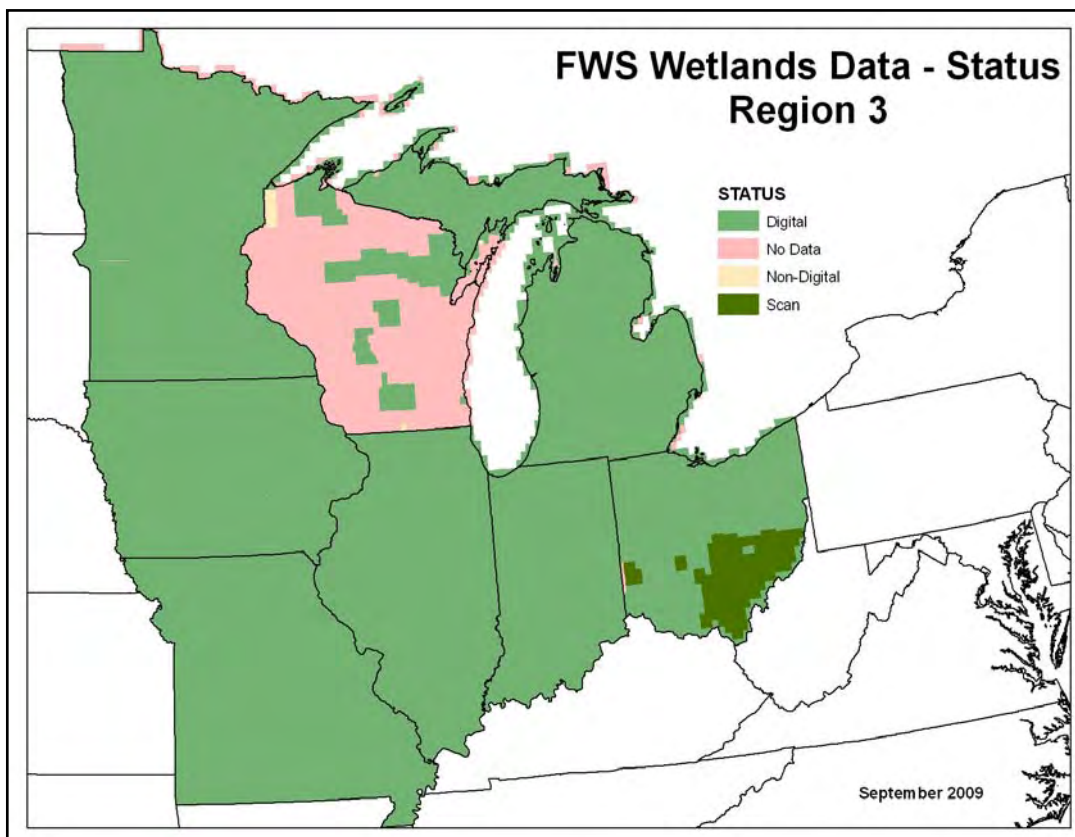 FWS Wetlands Data - Status
Region 3
STATUS
Digital
No Data
Non-Digital
Scan
September 2009